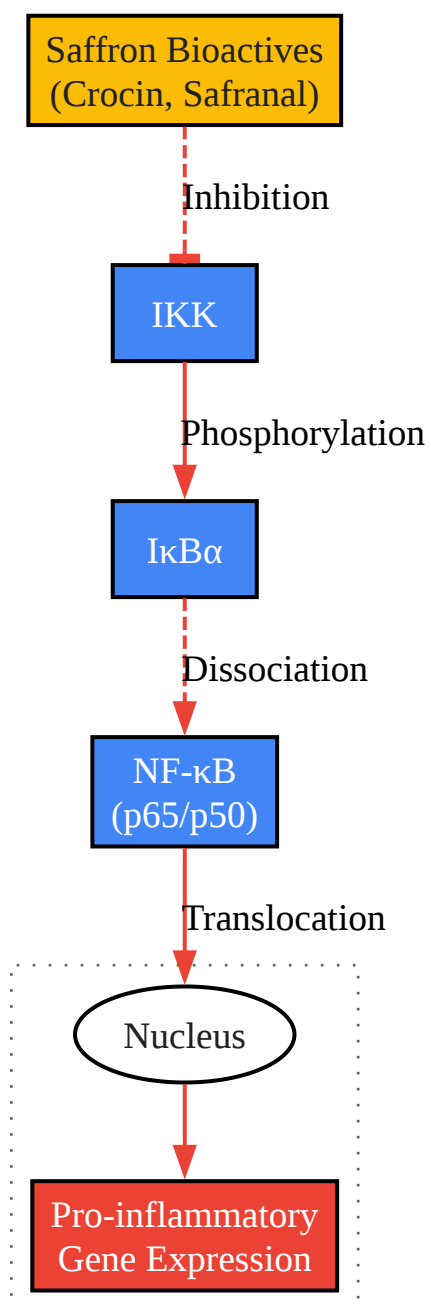 Saffron Bioactives
(Crocin, Safranal)
Inhibition
IKK
Phosphorylation
IκBα
Dissociation
NF-κB
(p65/p50)
Translocation
Nucleus
Pro-inflammatory
Gene Expression